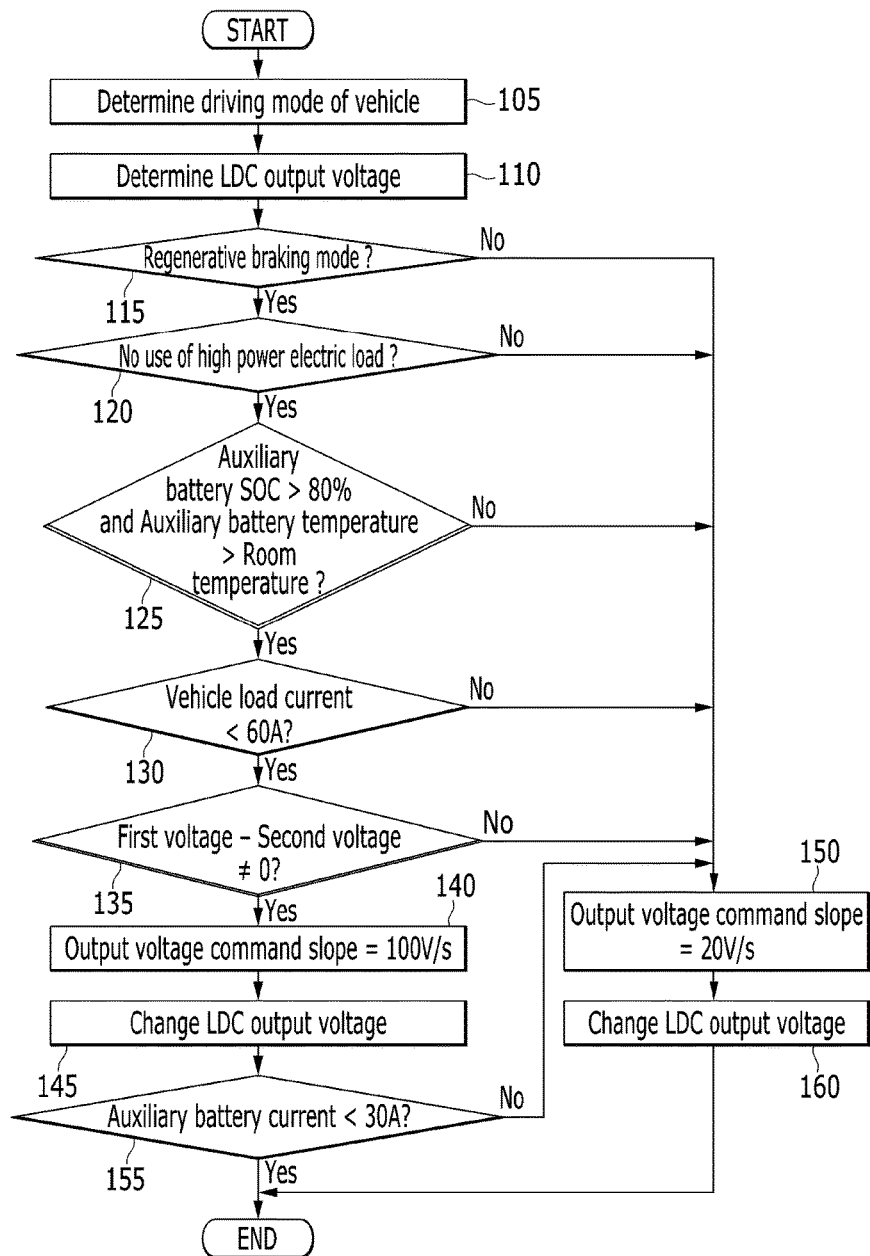 START
Determine driving mode of vehicle
105
Determine LDC output voltage
110
Regenerative braking mode ?
No
115
Yes
No use of high power electric load ?
No
120
Yes
Auxiliary
battery SOC > 80%
and Auxiliary battery temperature
> Room
temperature ?
No
125
Yes
Vehicle load current
< 60A?
No
130
Yes
First voltage – Second voltage
≠ 0?
No
135
Yes
140
Output voltage command slope = 100V/s
150
Output voltage command slope
= 20V/s
Change LDC output voltage
145
Change LDC output voltage
160
Auxiliary battery current < 30A?
No
155
Yes
END